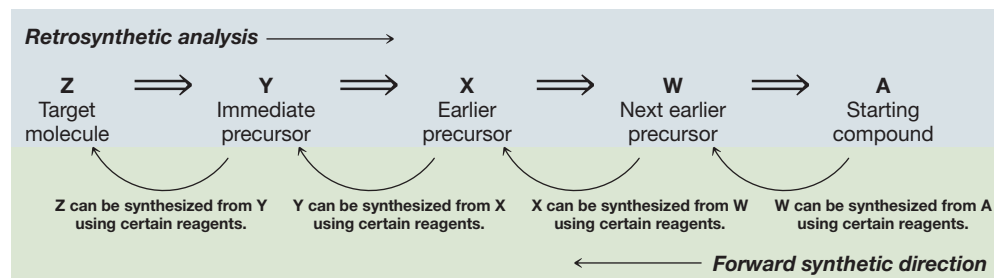 Retrosynthetic analysis
Z Y X W A
Target Immediate Earlier Next earlier Starting
molecule precursor precursor precursor compound
Z can be synthesized from Y Y can be synthesized from X X can be synthesized from W W can be synthesized from A
using certain reagents. using certain reagents. using certain reagents. using certain reagents.
Forward synthetic direction